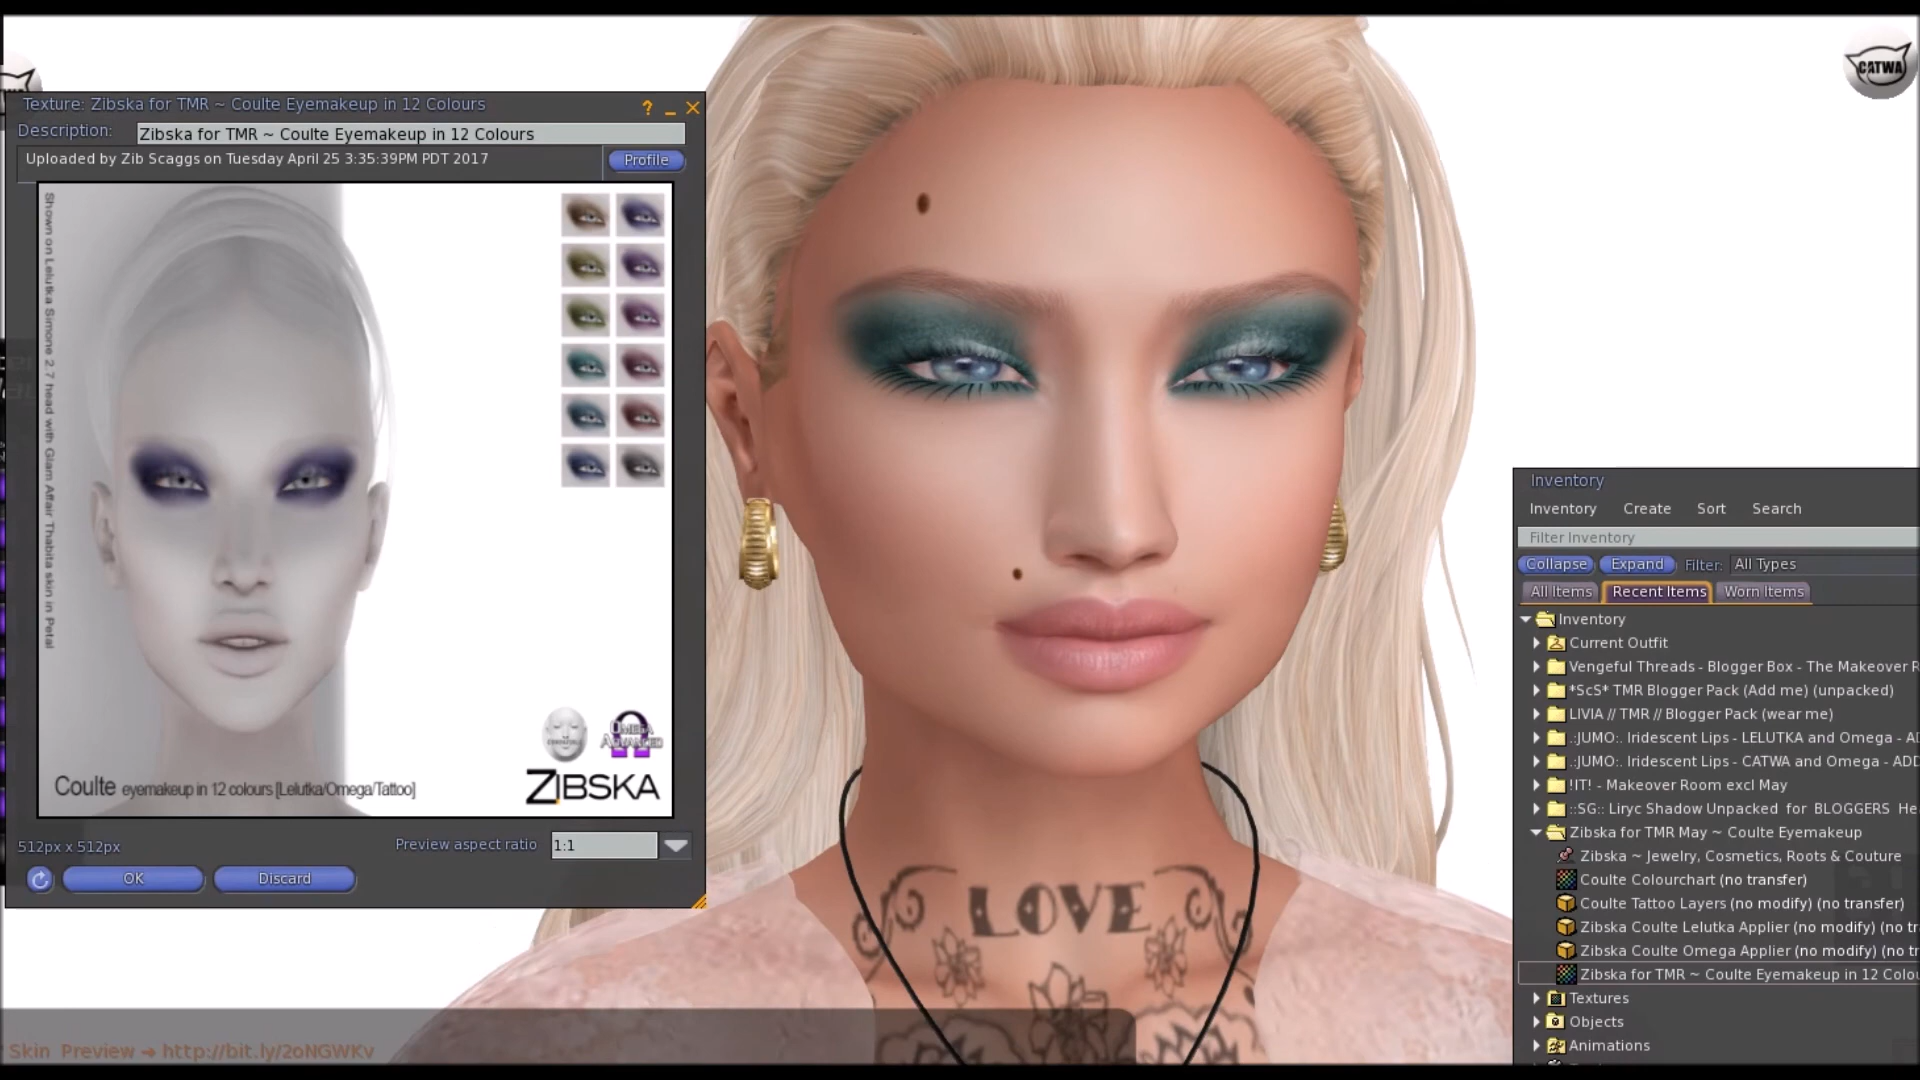 CATWA
Texture: Zibska for TMR ~ Coulte Eyemakeup in 12 Colours
? _ X
Description: Zibska for TMR ~ Coulte Eyemakeup in 12 Colours
Uploaded by Zib Scaggs on Tuesday April 25 3:35:39PM PDT 2017
Profile
Shown on Lelutka Simone 2.7 head with Glam Affair Thabita skin in Petal
OMEGA
ADVANCED
ZIBSKA
Coulte eyemakeup in 12 colours [Lelutka/Omega/Tattoo]
512px x 512px
Preview aspect ratio 1:1
OK Discard
LOVE
Skin Preview → http://bit.ly/2oNGWKv
Inventory
Inventory Create Sort Search
Filter Inventory
Collapse Expand Filter: All Types
All Items Recent Items Worn Items
Inventory
Current Outfit
Vengeful Threads - Blogger Box - The Makeover R
*ScS* TMR Blogger Pack (Add me) (unpacked)
LIVIA // TMR // Blogger Pack (wear me)
.:JUMO:. Iridescent Lips - LELUTKA and Omega - AD
.:JUMO:. Iridescent Lips - CATWA and Omega - ADD
!IT! - Makeover Room excl May
::SG:: Liryc Shadow Unpacked for BLOGGERS He
Zibska for TMR May ~ Coulte Eyemakeup
Zibska ~ Jewelry, Cosmetics, Roots & Couture
Coulte Colourchart (no transfer)
Coulte Tattoo Layers (no modify) (no transfer)
Zibska Coulte Lelutka Applier (no modify) (no tr
Zibska Coulte Omega Applier (no modify) (no t
Zibska for TMR ~ Coulte Eyemakeup in 12 Colou
Textures
Objects
Animations